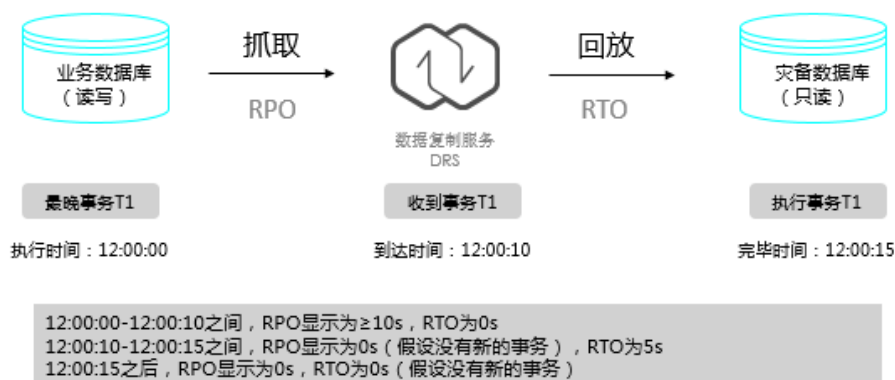 业务数据库
（读写）
抓取
RPO
数据复制服务
DRS
回放
RTO
灾备数据库
（只读）
最晚事务T1
收到事务T1
执行事务T1
执行时间：12:00:00
到达时间：12:00:10
完毕时间：12:00:15
12:00:00-12:00:10之间，RPO显示为≥10s，RTO为0s
12:00:10-12:00:15之间，RPO显示为0s（假设没有新的事务），RTO为5s
12:00:15之后，RPO显示为0s，RTO为0s（假设没有新的事务）